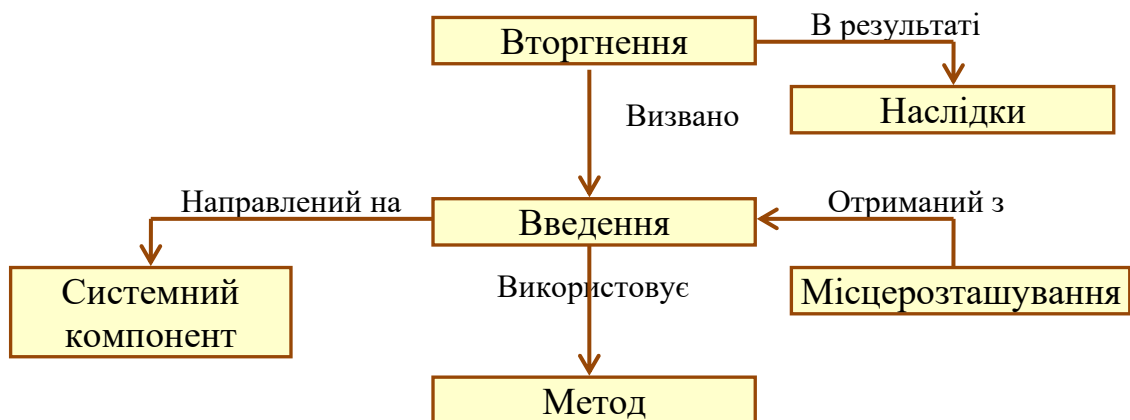 В результаті
Вторгнення
Наслідки
Визвано
Направлений на
Введення
Отриманий з
Системний
компонент
Використовує
Місцерозташування
Метод